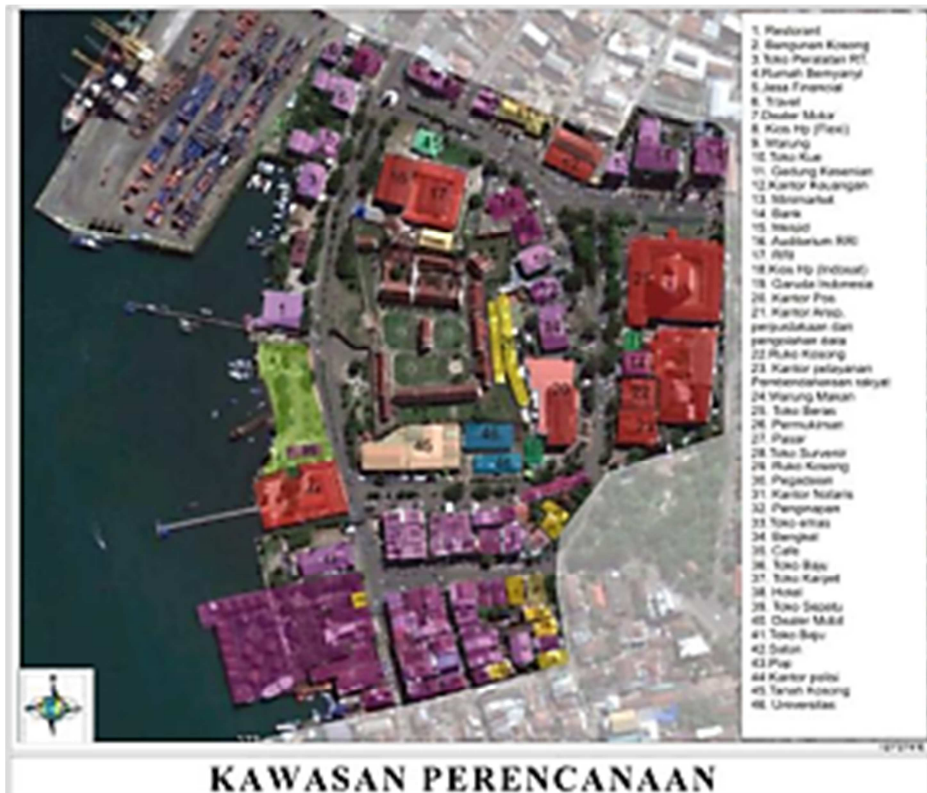 1. Restorant
2. Bangunan Kosong
3. Toko Peralatan RT.
4.Rumah Bernyanyi
5.Jasa Financial
6. Travel
7.Dealer Motor
8. Kios Hp (Flexi)
9. Warung
10.Toko Kue
11. Gedung Kesenian
12.Kantor Keuangan
13. Minimarket
14. Bank
15. Mesjid
16. Auditorium RRI
17. RRI
18.Kios Hp (Indosat)
19. Garuda Indonesia
20. Kantor Pos
21. Kantor Arsip,
perpustakaan dan
pengolahan data
22.Ruko Kosong
23. Kantor pelayanan
Perbendaharaan rakyat
24.Warung Makan
25. Toko Beras
26. Permukiman
27. Pasar
28.Toko Survenir
29. Ruko Kosong
30. Pegadaian
31. Kantor Notaris
32. Penginapan
33.Toko emas
34. Bengkel
35. Cafe
36. Toko Baju
37. Toko Karpet
38. Hotel
39. Toko Sepatu
40. Dealer Mobil
41.Toko Baju
42.Salon
43.Pub
44.Kantor polisi
45.Tanah Kosong
46. Universitas
KAWASAN PERENCANAAN